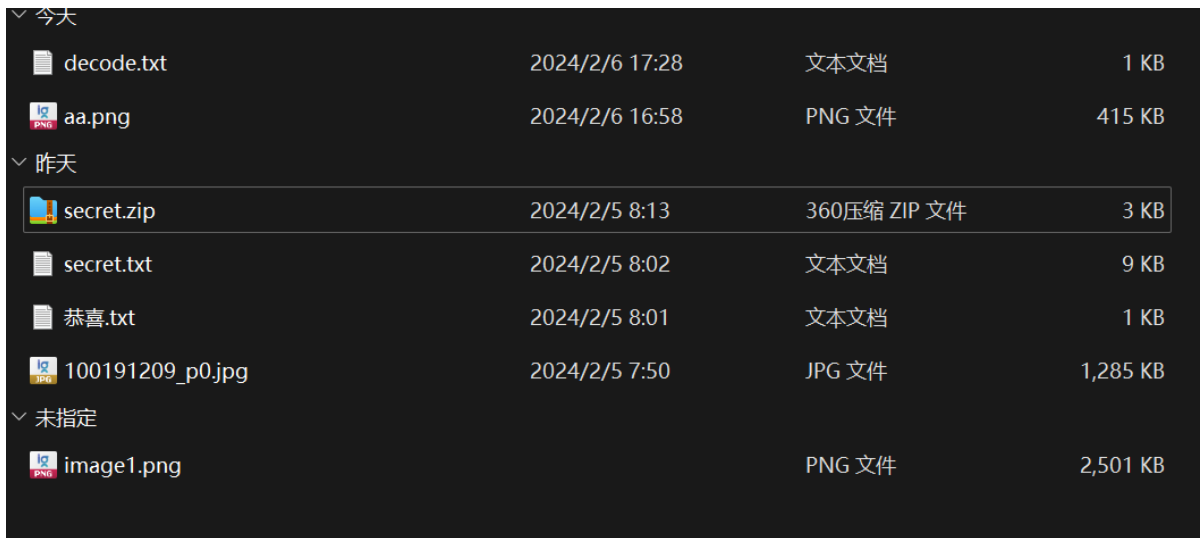 今天
decode.txt 2024/2/6 17:28 文本文档 1 KB
aa.png 2024/2/6 16:58 PNG 文件 415 KB
昨天
secret.zip 2024/2/5 8:13 360压缩 ZIP 文件 3 KB
secret.txt 2024/2/5 8:02 文本文档 9 KB
恭喜.txt 2024/2/5 8:01 文本文档 1 KB
100191209_p0.jpg 2024/2/5 7:50 JPG 文件 1,285 KB
未指定
image1.png PNG 文件 2,501 KB